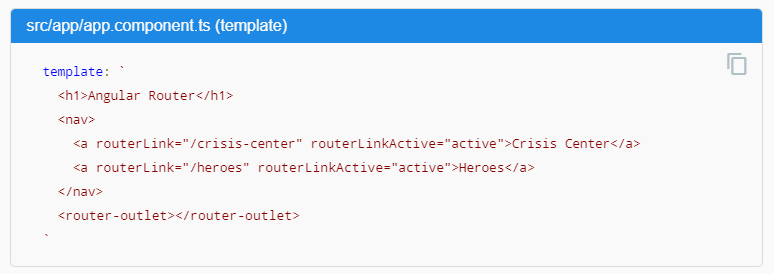 src/app/app.component.ts (template)
template: `
<h1>Angular Router</h1>
<nav>
<a routerLink="/crisis-center" routerLinkActive="active">Crisis Center</a>
<a routerLink="/heroes" routerLinkActive="active">Heroes</a>
</nav>
<router-outlet></router-outlet>
`